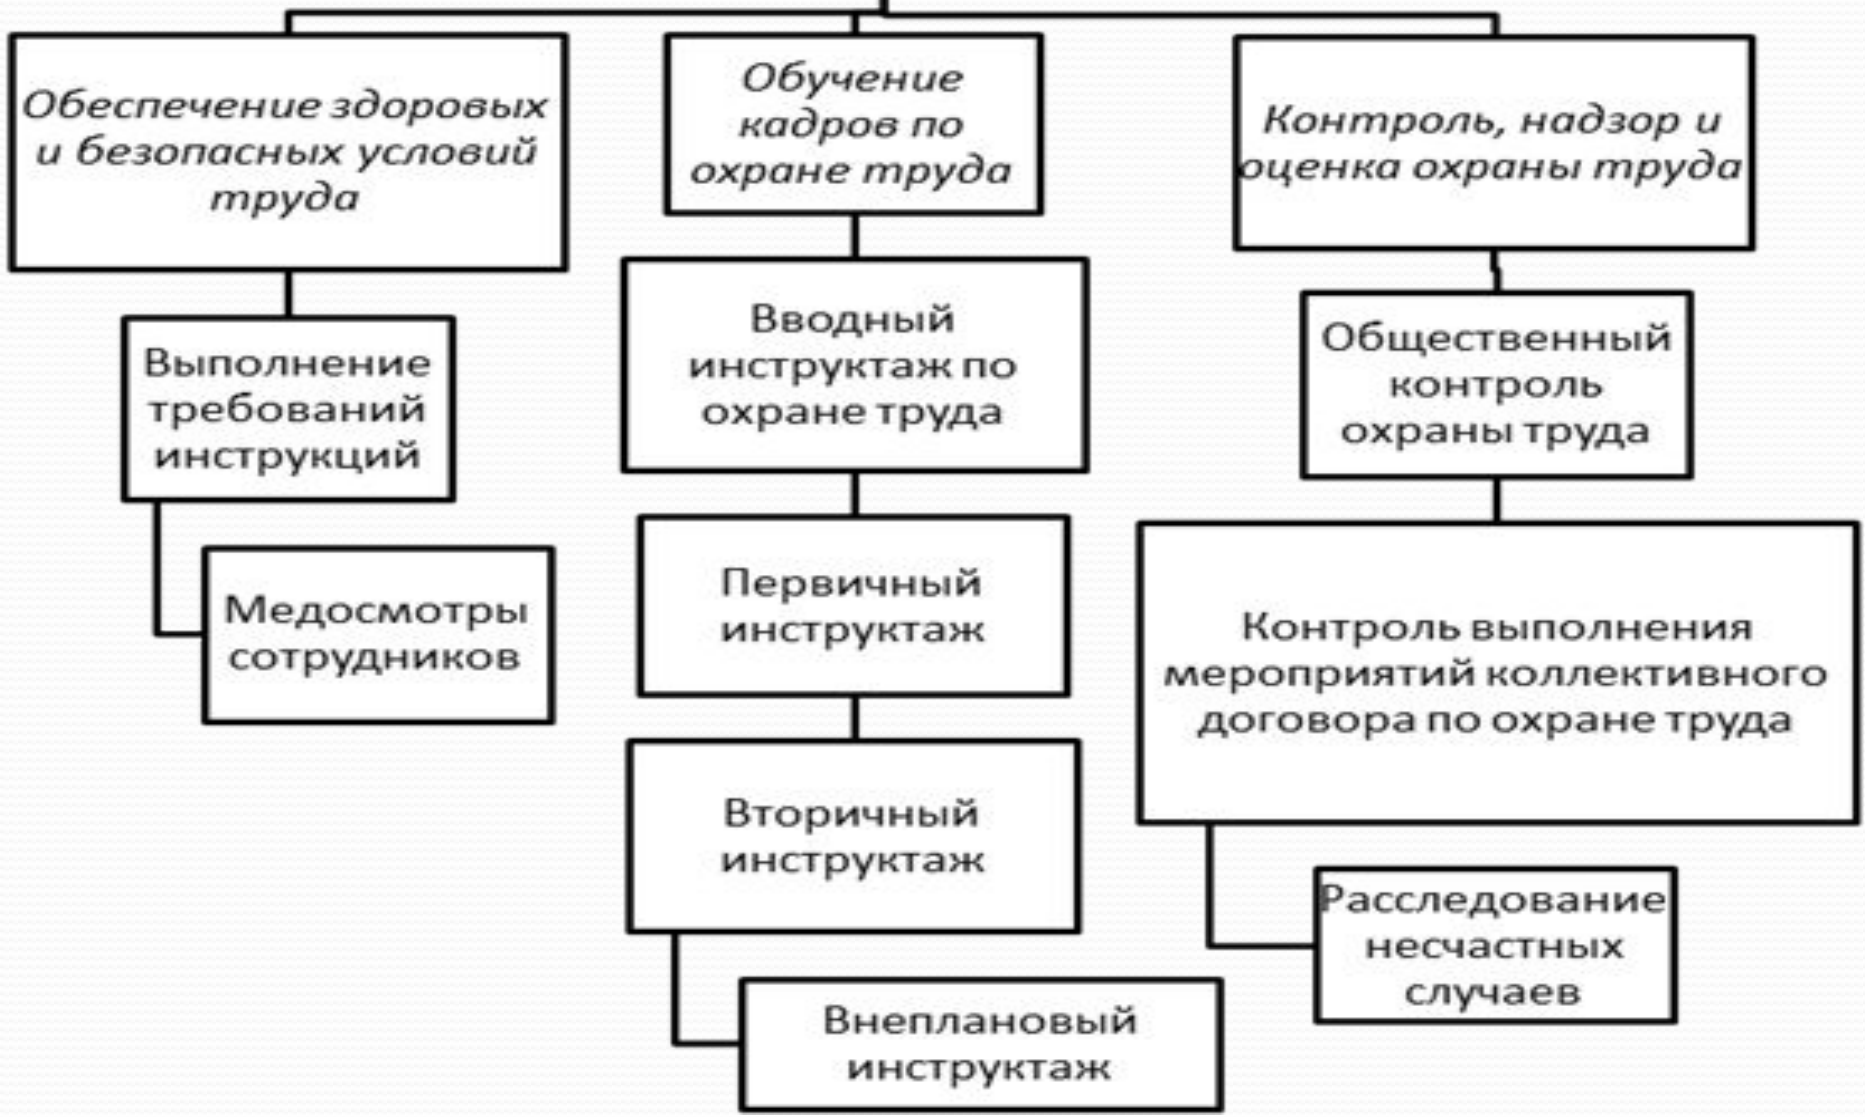 Обеспечение здоровых
и безопасных условий
труда
Выполнение
требований
инструкций
Медосмотры
сотрудников
Обучение
кадров по
охране труда
Вводный
инструктаж по
охране труда
Первичный
инструктаж
Вторичный
инструктаж
Внеплановый
инструктаж
Контроль, надзор и
оценка охраны труда
Общественный
контроль
охраны труда
Контроль выполнения
мероприятий коллективного
договора по охране труда
Расследование
несчастных
случаев